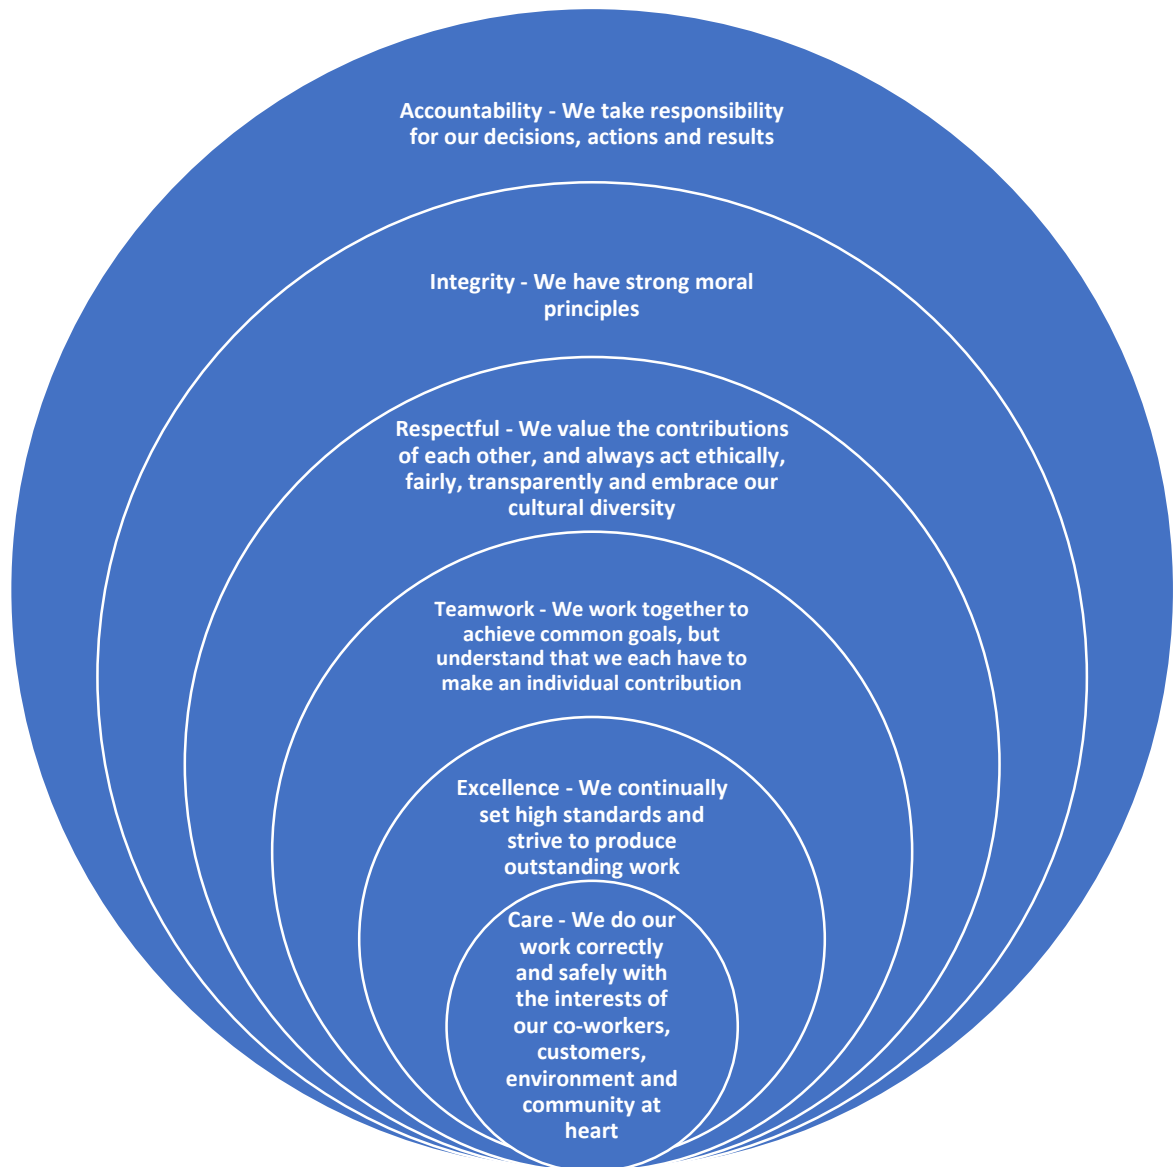 Accountability - We take responsibility
for our decisions, actions and results
Integrity - We have strong moral
principles
Respectful - We value the contributions
of each other, and always act ethically,
fairly, transparently and embrace our
cultural diversity
Teamwork - We work together to
achieve common goals, but
understand that we each have to
make an individual contribution
Excellence - We continually
set high standards and
strive to produce
outstanding work
Care - We do our
work correctly
and safely with
the interests of
our co-workers,
customers,
environment and
community at
heart